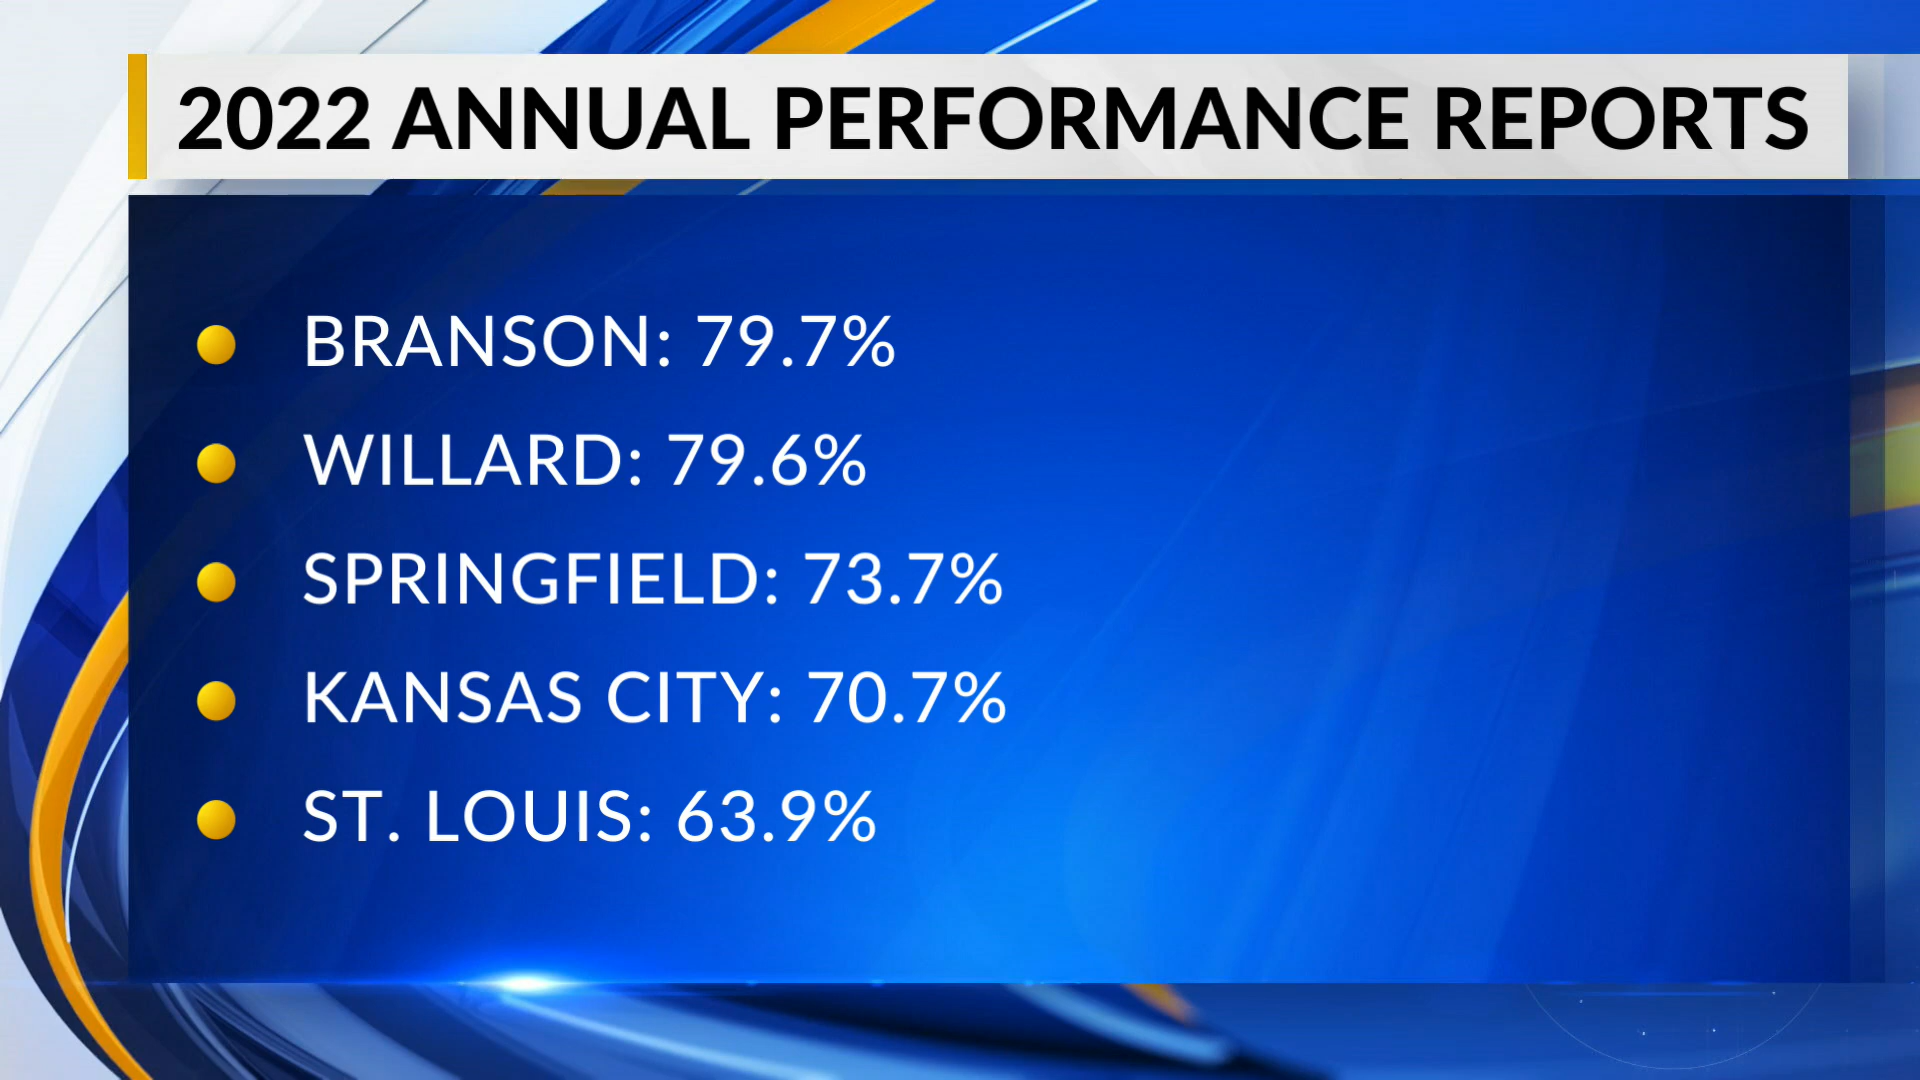 2022 ANNUAL PERFORMANCE REPORTS
BRANSON: 79.7%
WILLARD: 79.6%
SPRINGFIELD: 73.7%
KANSAS CITY: 70.7%
ST. LOUIS: 63.9%